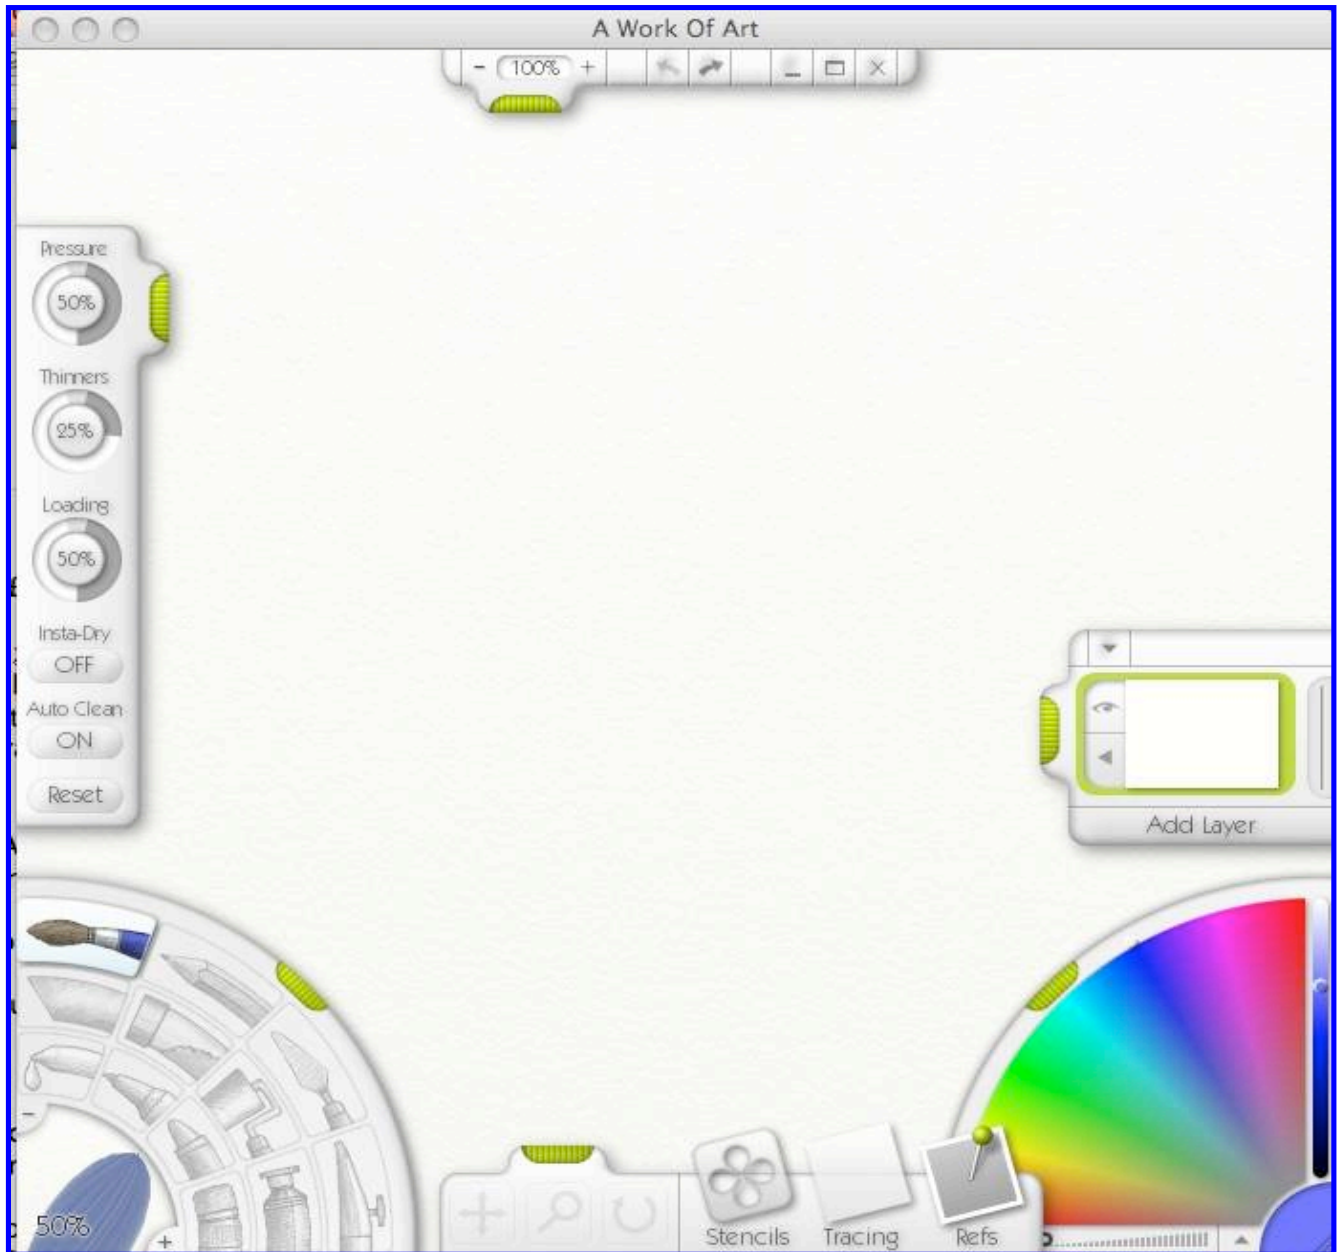 A Work Of Art
- 100% +
Pressure
50%
Thinners
25%
Loading
50%
Insta-Dry
OFF
Auto Clean
ON
Reset
Add Layer
50%
Stencils
Tracing
Refs